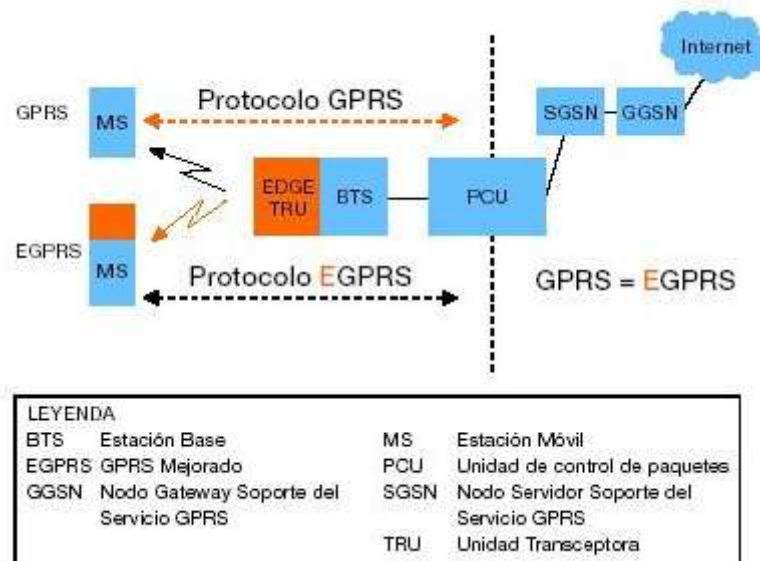 Internet
Protocolo GPRS
GPRS
MS
SGSN
GGSN
EDGE
TRU
BTS
PCU
EGPRS
MS
Protocolo EGPRS
GPRS = EGPRS
LEYENDA
BTS Estación Base
EGPRS GPRS Mejorado
GGSN Nodo Gateway Soporte del
Servicio GPRS
MS Estación Móvil
PCU Unidad de control de paquetes
SGSN Nodo Servidor Soporte del
Servicio GPRS
TRU Unidad Transceptora